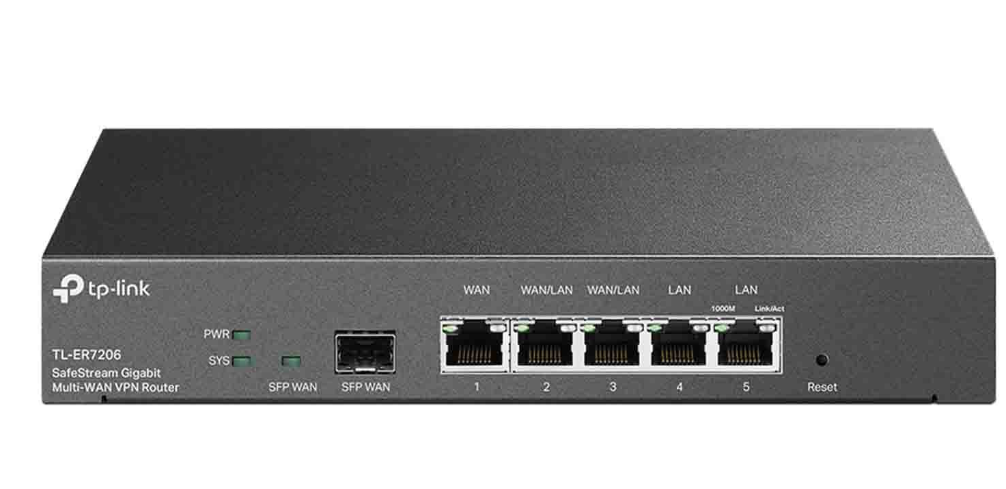 tp-link
WAN WAN/LAN WAN/LAN LAN LAN
1000M Link/Act
PWR
TL-ER7206
SYS
SafeStream Gigabit
Multi-WAN VPN Router
SFP WAN SFP WAN 1 2 3 4 5 Reset